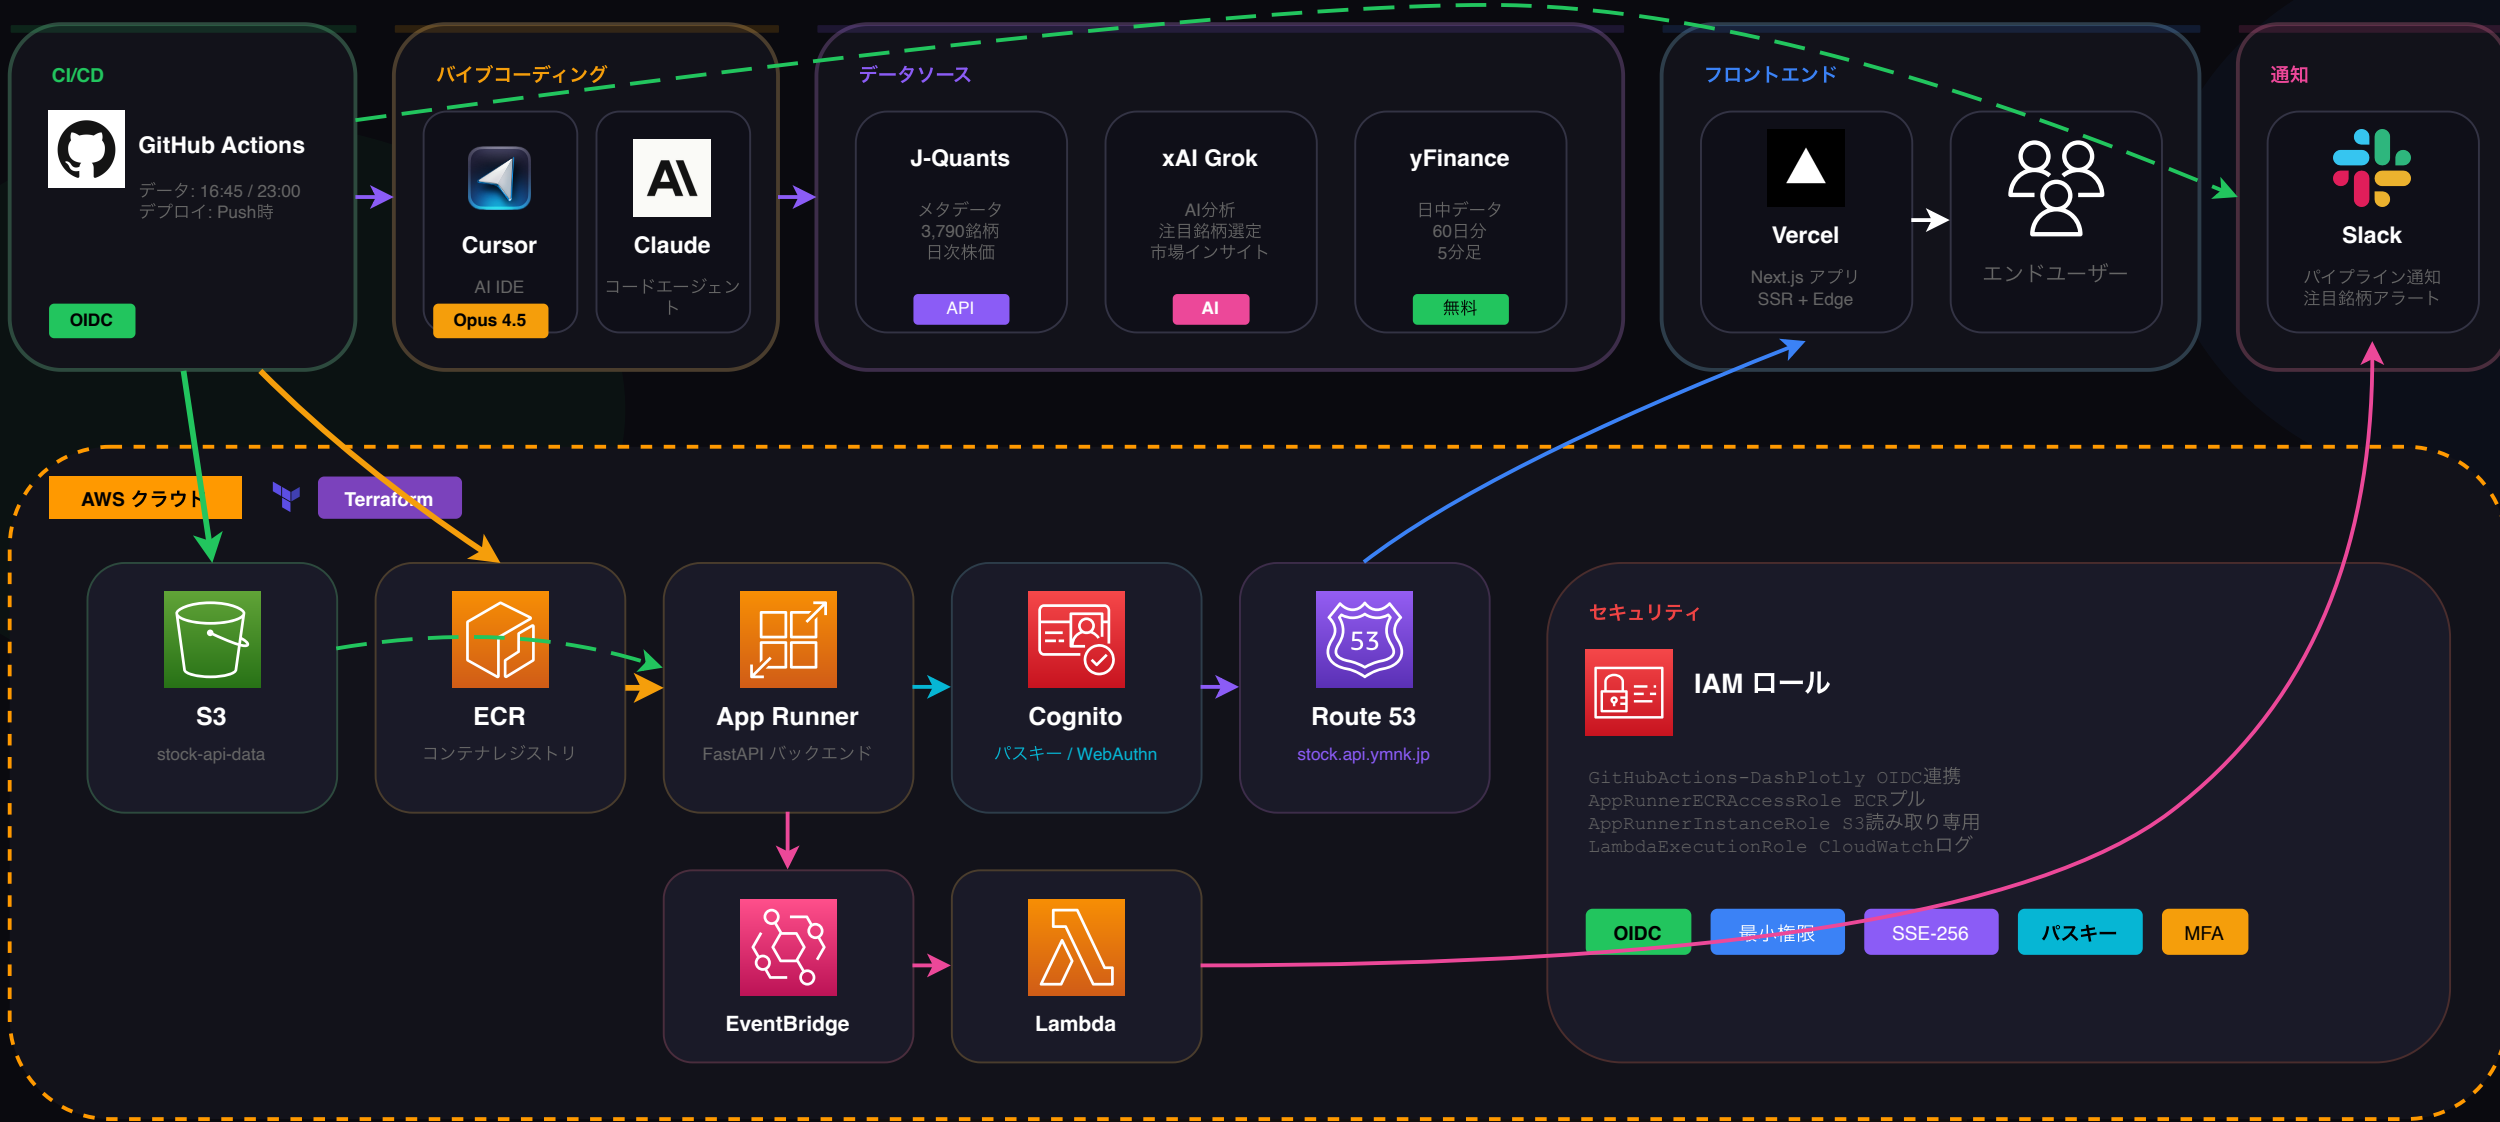 CI/CD
GitHub Actions
データ: 16:45 / 23:00
デプロイ: Push時
OIDC
バイブコーディング
Cursor
AI IDE
Opus 4.5
Claude
コードエージェン
ト
データソース
J-Quants
メタデータ
3,790銘柄
日次株価
API
xAI Grok
AI分析
注目銘柄選定
市場インサイト
AI
yFinance
日中データ
60日分
5分足
無料
フロントエンド
Vercel
Next.js アプリ
SSR + Edge
エンドユーザー
通知
Slack
パイプライン通知
注目銘柄アラート
AWS クラウド
Terraform
S3
stock-api-data
ECR
コンテナレジストリ
App Runner
FastAPI バックエンド
Cognito
パスキー / WebAuthn
53
Route 53
stock.api.ymnk.jp
EventBridge
Lambda
セキュリティ
IAM ロール
GitHubActions-DashPlotly OIDC連携
AppRunnerECRAccessRole ECRプル
AppRunnerInstanceRole S3読み取り専用
LambdaExecutionRole CloudWatchログ
OIDC
最小権限
SSE-256
パスキー
MFA